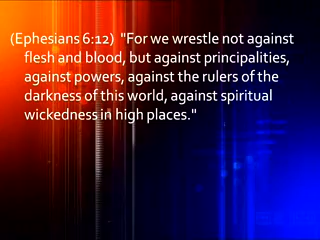 (Ephesians 6:12) "For we wrestle not against
flesh and blood, but against principalities,
against powers, against the rulers of the
darkness of this world, against spiritual
wickedness in high places."